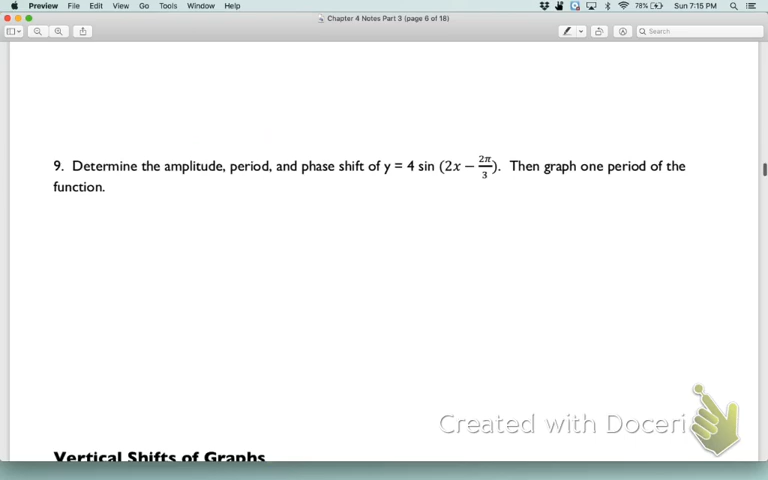 Preview File Edit View Go Tools Window Help 78% Sun 7:15 PM
Chapter 4 Notes Part 3 (page 6 of 18)
Search
9. Determine the amplitude, period, and phase shift of y = 4 sin (2x − 2π/3). Then graph one period of the
function.
Created with Doceri
Vertical Shifts of Graphs